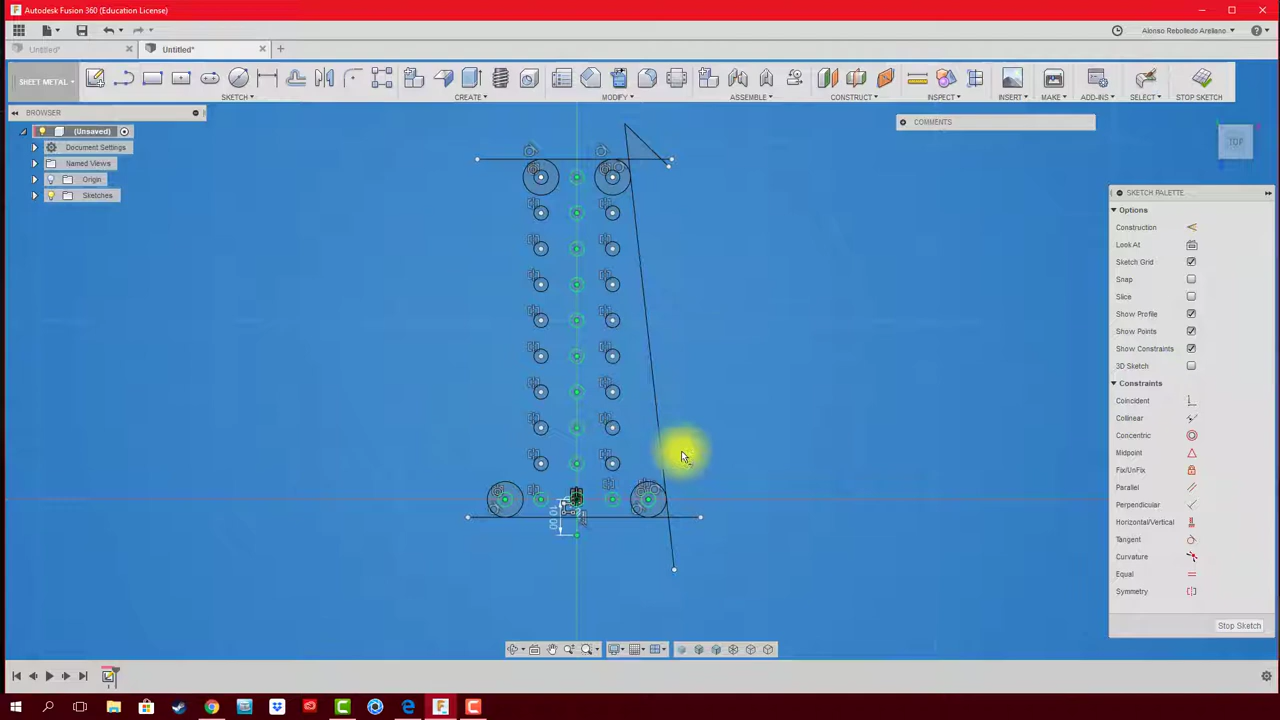 Autodesk Fusion 360 (Education License)
Alonso Rebolledo Arellano
Untitled*
Untitled*
SHEET METAL
SKETCH
CREATE
MODIFY
ASSEMBLE
CONSTRUCT
INSPECT
INSERT
MAKE
ADD-INS
SELECT
STOP SKETCH
BROWSER
(Unsaved)
Document Settings
Named Views
Origin
Sketches
COMMENTS
TOP
SKETCH PALETTE
Options
Construction
Look At
Sketch Grid
Snap
Slice
Show Profile
Show Points
Show Constraints
3D Sketch
Constraints
Coincident
Collinear
Concentric
Midpoint
Fix/UnFix
Parallel
Perpendicular
Horizontal/Vertical
Tangent
Curvature
Equal
Symmetry
Stop Sketch
10.00